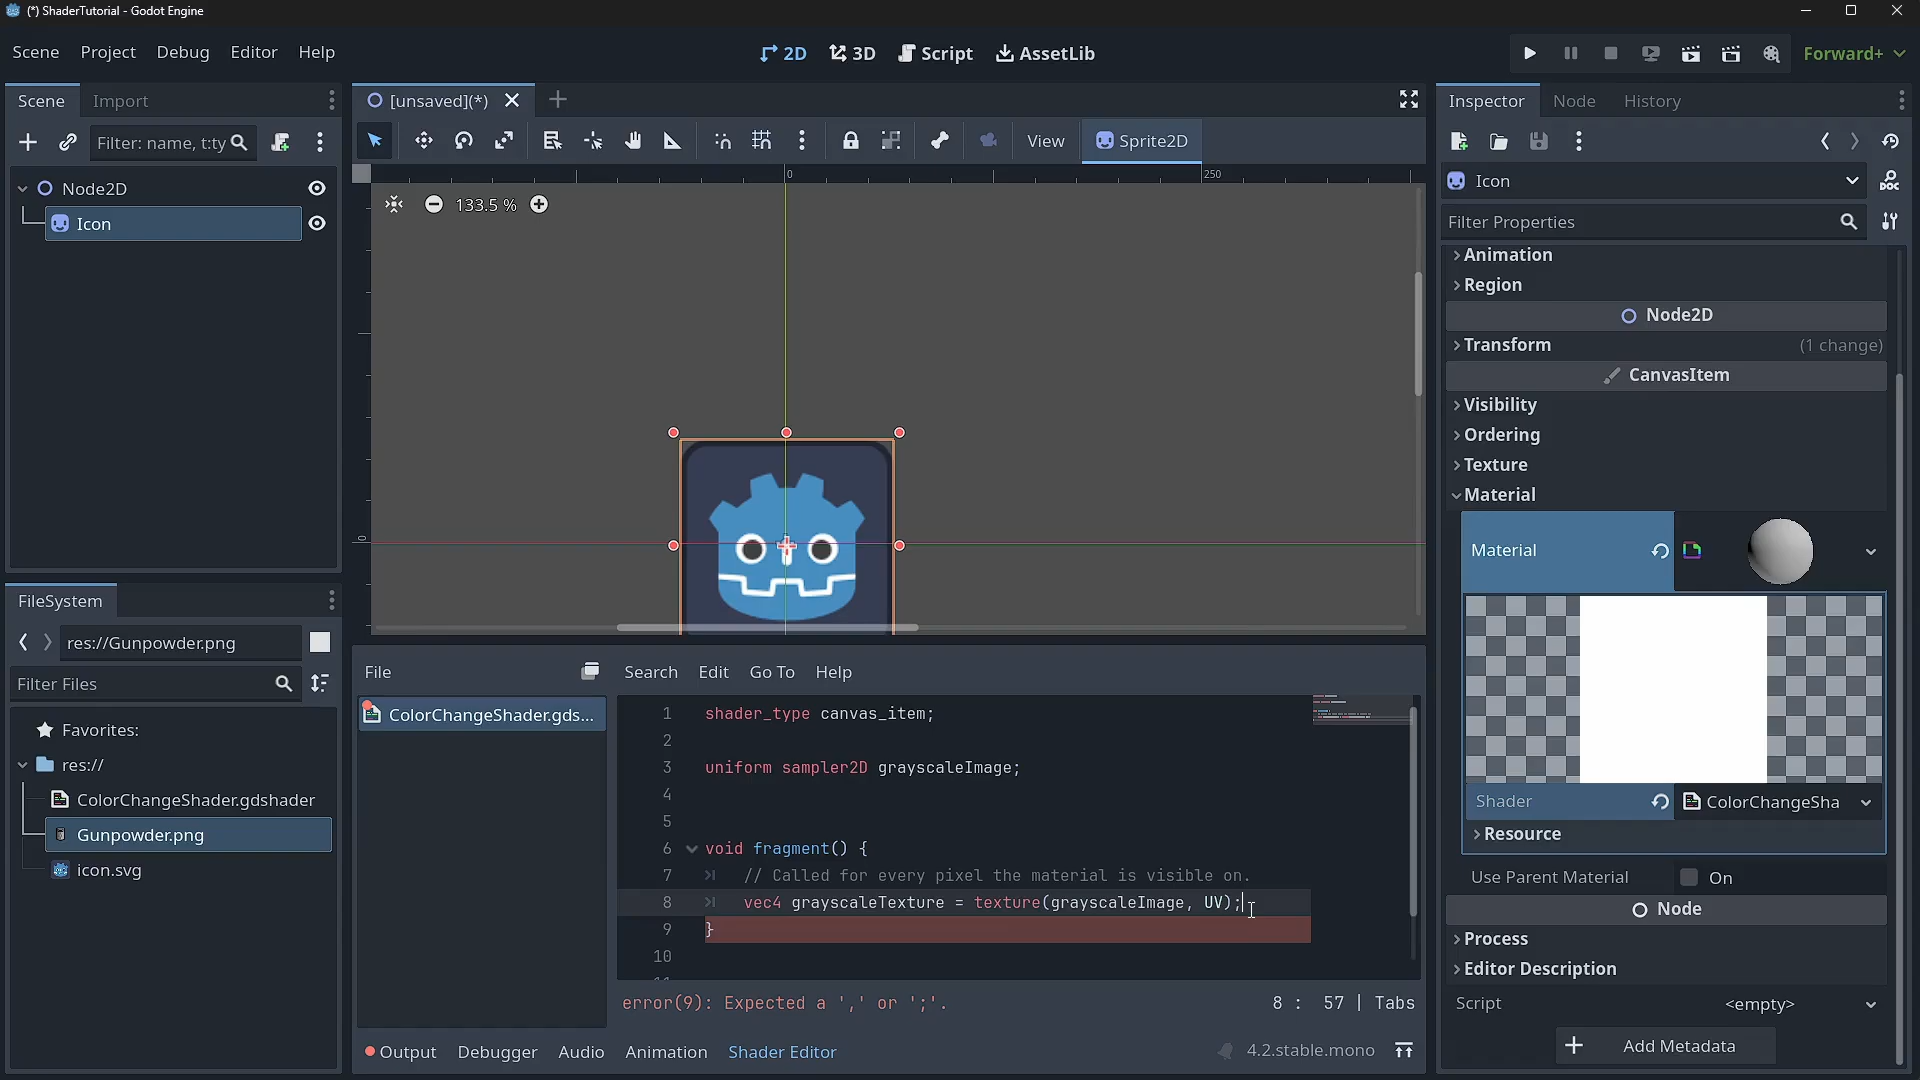 (*) ShaderTutorial - Godot Engine
Scene Project Debug Editor Help
2D 3D Script AssetLib
Forward+
Scene Import
Filter: name, t:ty
Node2D
Icon
FileSystem
res://Gunpowder.png
Filter Files
Favorites:
res://
ColorChangeShader.gdshader
Gunpowder.png
icon.svg
[unsaved](*)
View Sprite2D
0 250
133.5 %
0
File Search Edit Go To Help
ColorChangeShader.gds...
1 shader_type canvas_item;
2
3 uniform sampler2D grayscaleImage;
4
5
6 void fragment() {
7 // Called for every pixel the material is visible on.
8 vec4 grayscaleTexture = texture(grayscaleImage, UV);
9 }
10
error(9): Expected a ',' or ';'. 8 : 57 | Tabs
Output Debugger Audio Animation Shader Editor 4.2.stable.mono
Inspector Node History
Icon
Filter Properties
Animation
Region
Node2D
Transform (1 change)
CanvasItem
Visibility
Ordering
Texture
Material
Material
Shader ColorChangeSha
Resource
Use Parent Material On
Node
Process
Editor Description
Script <empty>
Add Metadata